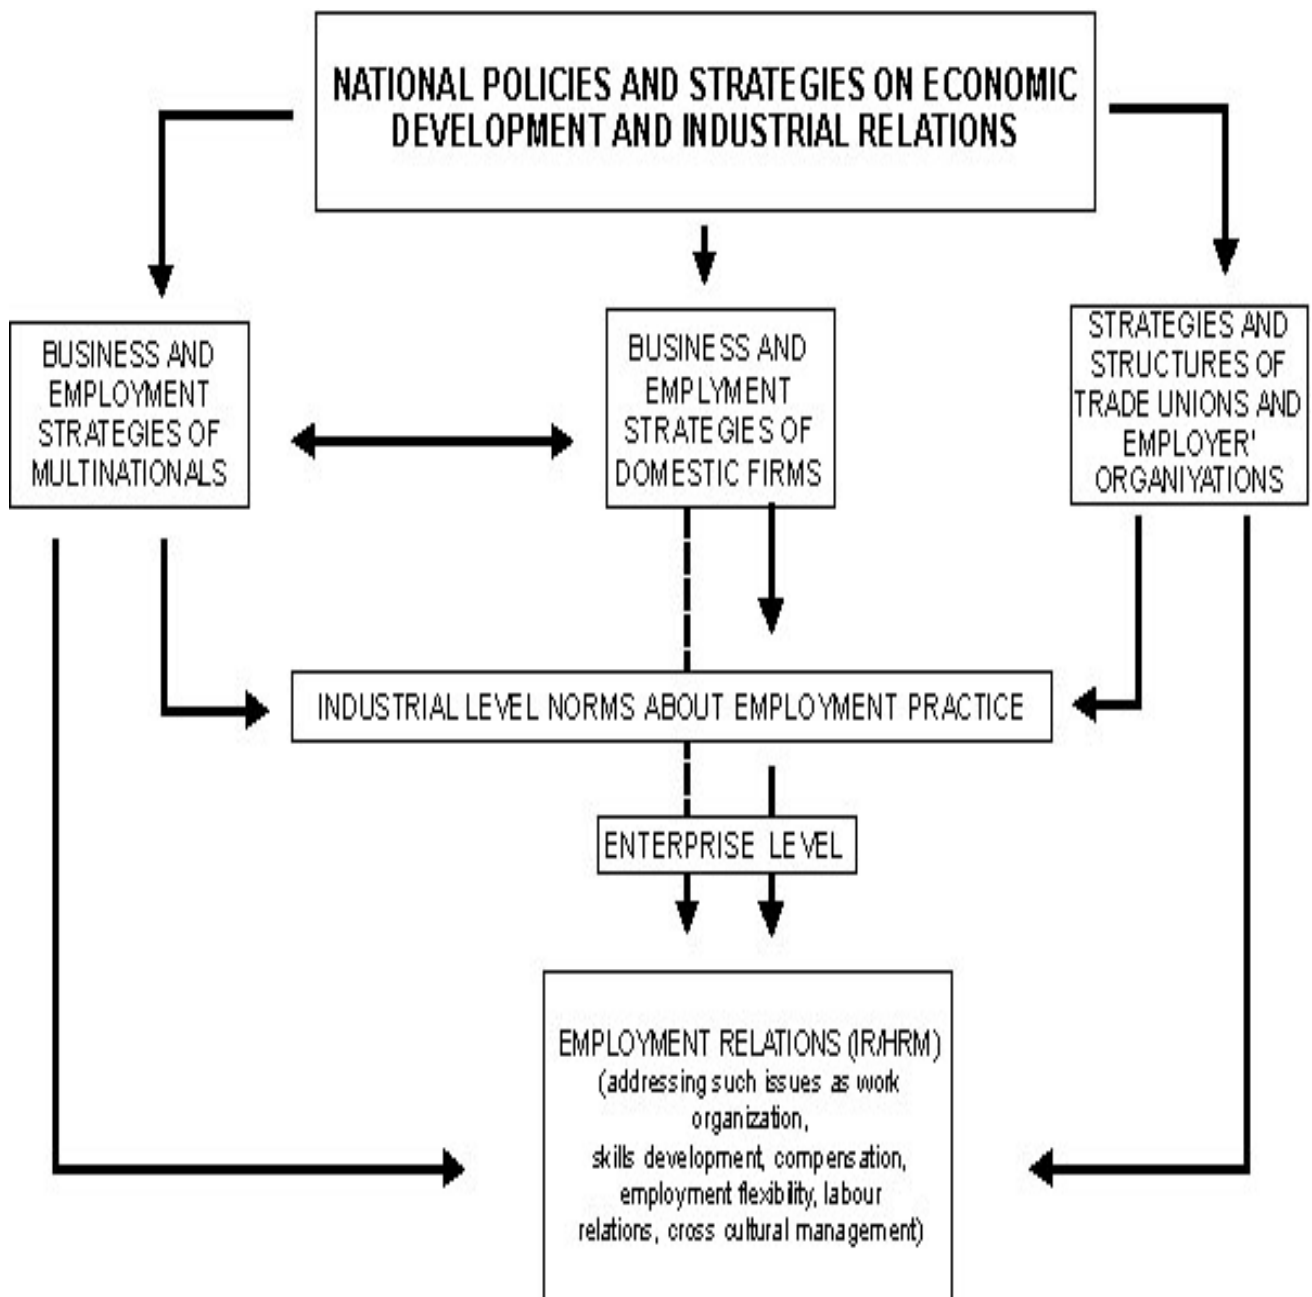 NATIONAL POLICIES AND STRATEGIES ON ECONOMIC
DEVELOPMENT AND INDUSTRIAL RELATIONS
BUSINESS AND
EMPLOYMENT
STRATEGIES OF
MULTINATIONALS
BUSINESS AND
EMPLYMENT
STRATEGIES OF
DOMESTIC FIRMS
STRATEGIES AND
STRUCTURES OF
TRADE UNIONS AND
EMPLOYER'
ORGANIYATIONS
INDUSTRIAL LEVEL NORMS ABOUT EMPLOYMENT PRACTICE
ENTERPRISE LEVEL
EMPLOYMENT RELATIONS (IR/HRM)
(addressing such issues as work
organization,
skills development, compensation,
employment flexibility, labour
relations, cross cultural management)